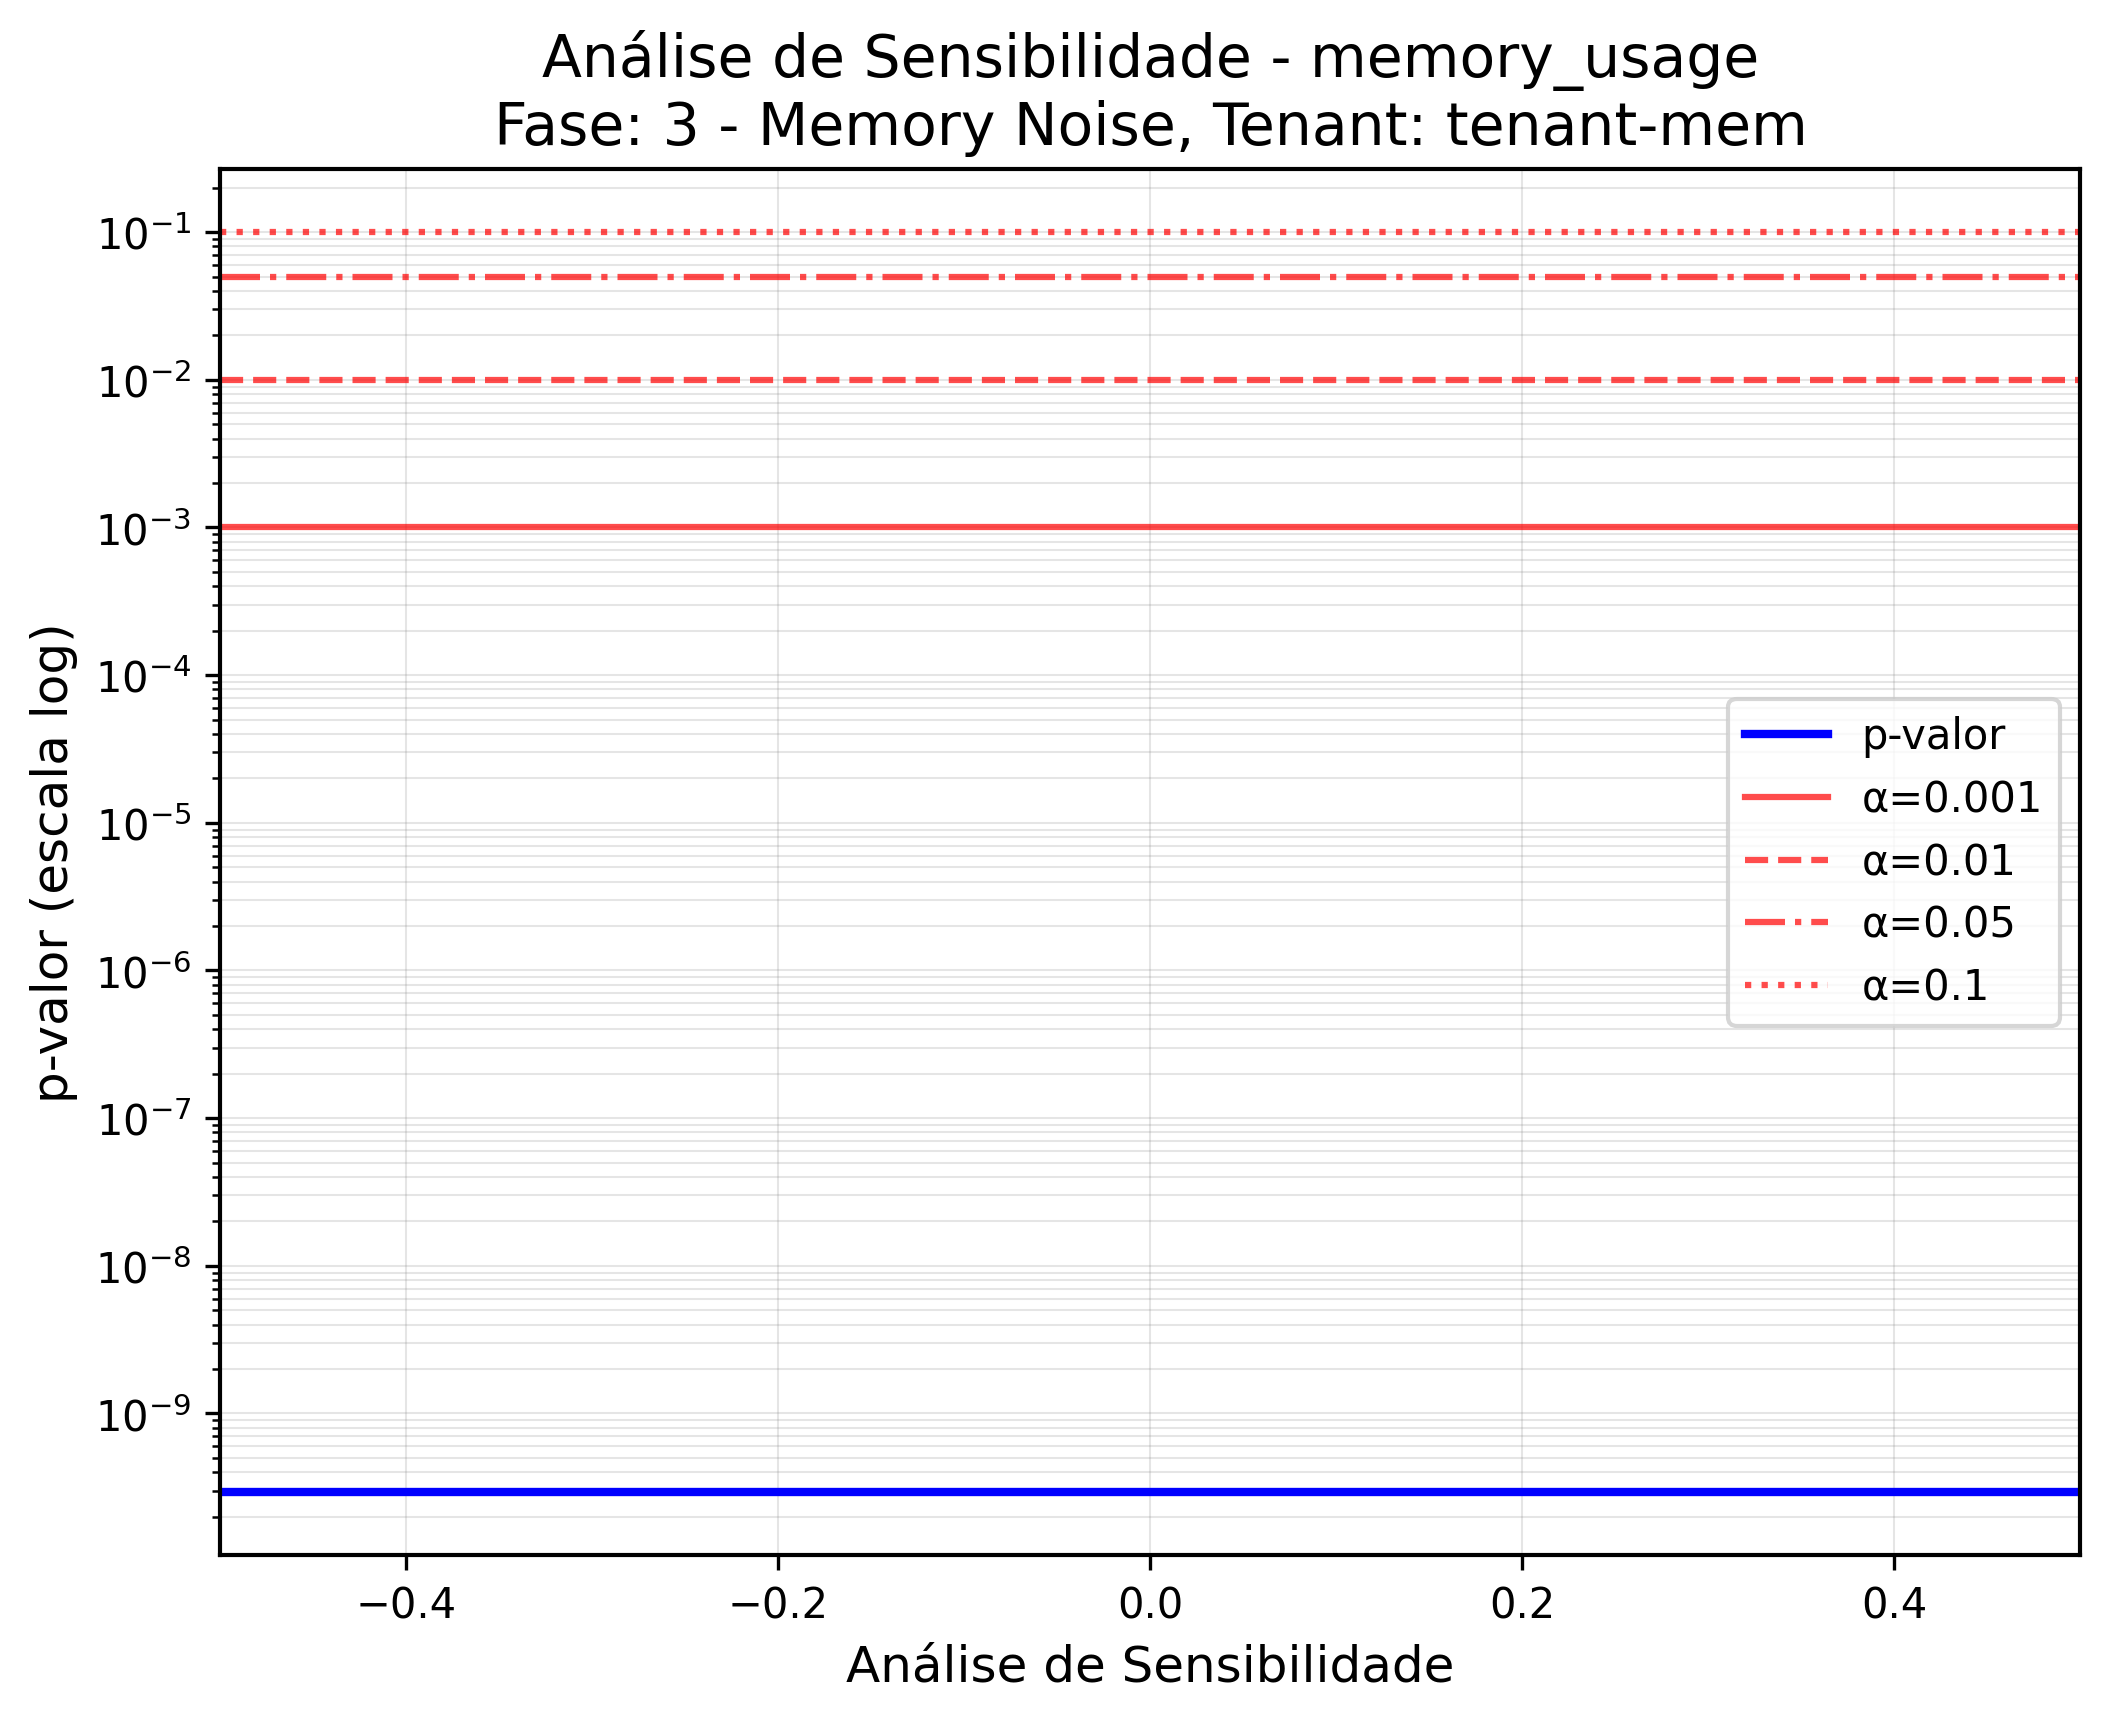 Análise de Sensibilidade - memory_usage
Fase: 3 - Memory Noise, Tenant: tenant-mem
p-valor (escala log)
10⁻¹
10⁻²
10⁻³
10⁻⁴
10⁻⁵
10⁻⁶
10⁻⁷
10⁻⁸
10⁻⁹
p-valor
α=0.001
α=0.01
α=0.05
α=0.1
−0.4 −0.2 0.0 0.2 0.4
Análise de Sensibilidade